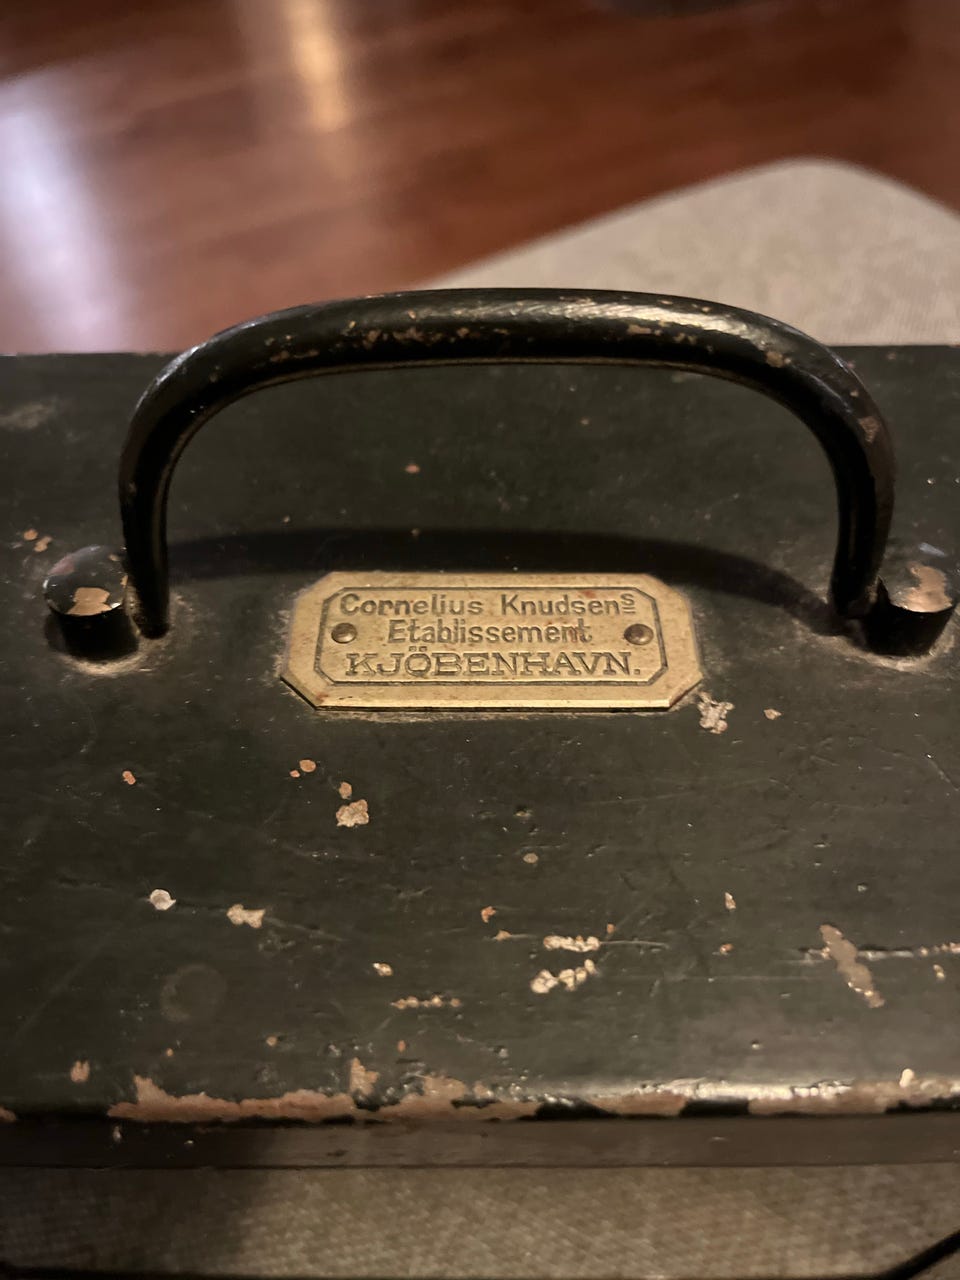 Cornelius Knudsens
Etablissement
KJÖBENHAVN.